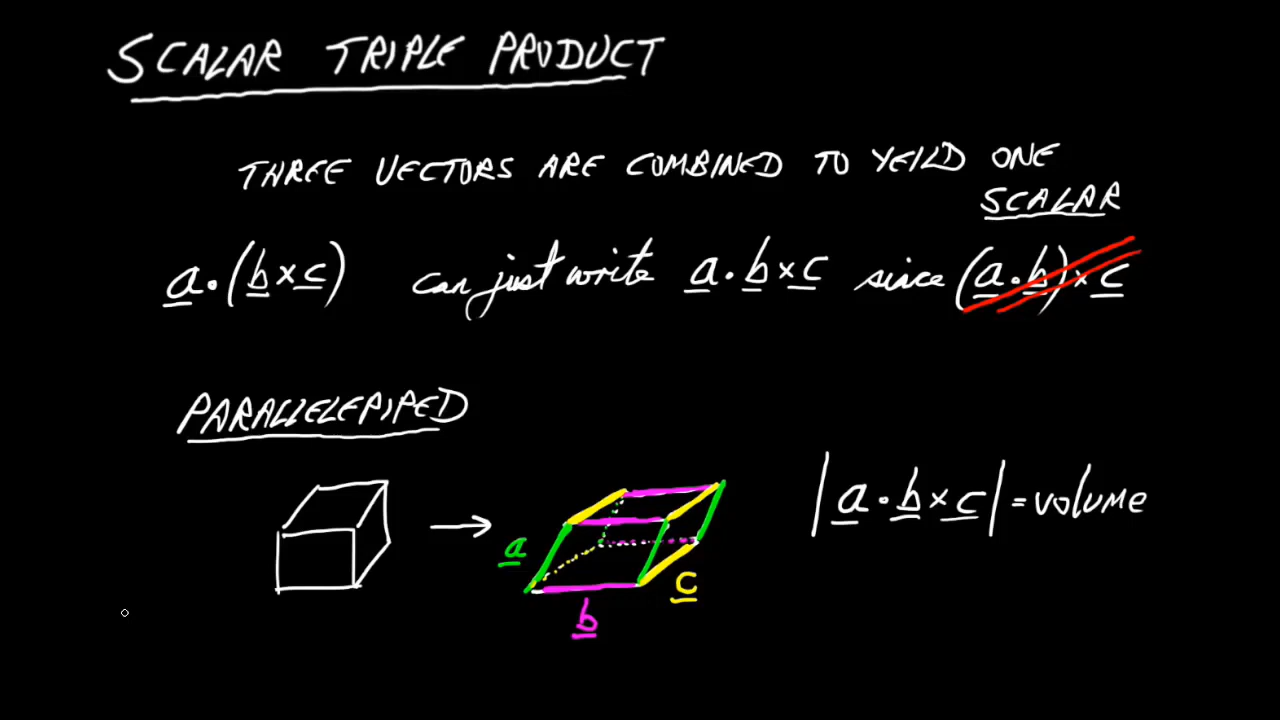 SCALAR TRIPLE PRODUCT
THREE VECTORS ARE COMBINED TO YEILD ONE
SCALAR
a·(b×c) can just write a·b×c since (a·b)×c
PARALLELEPIPED
|a·b×c| = VOLUME
a
c
b